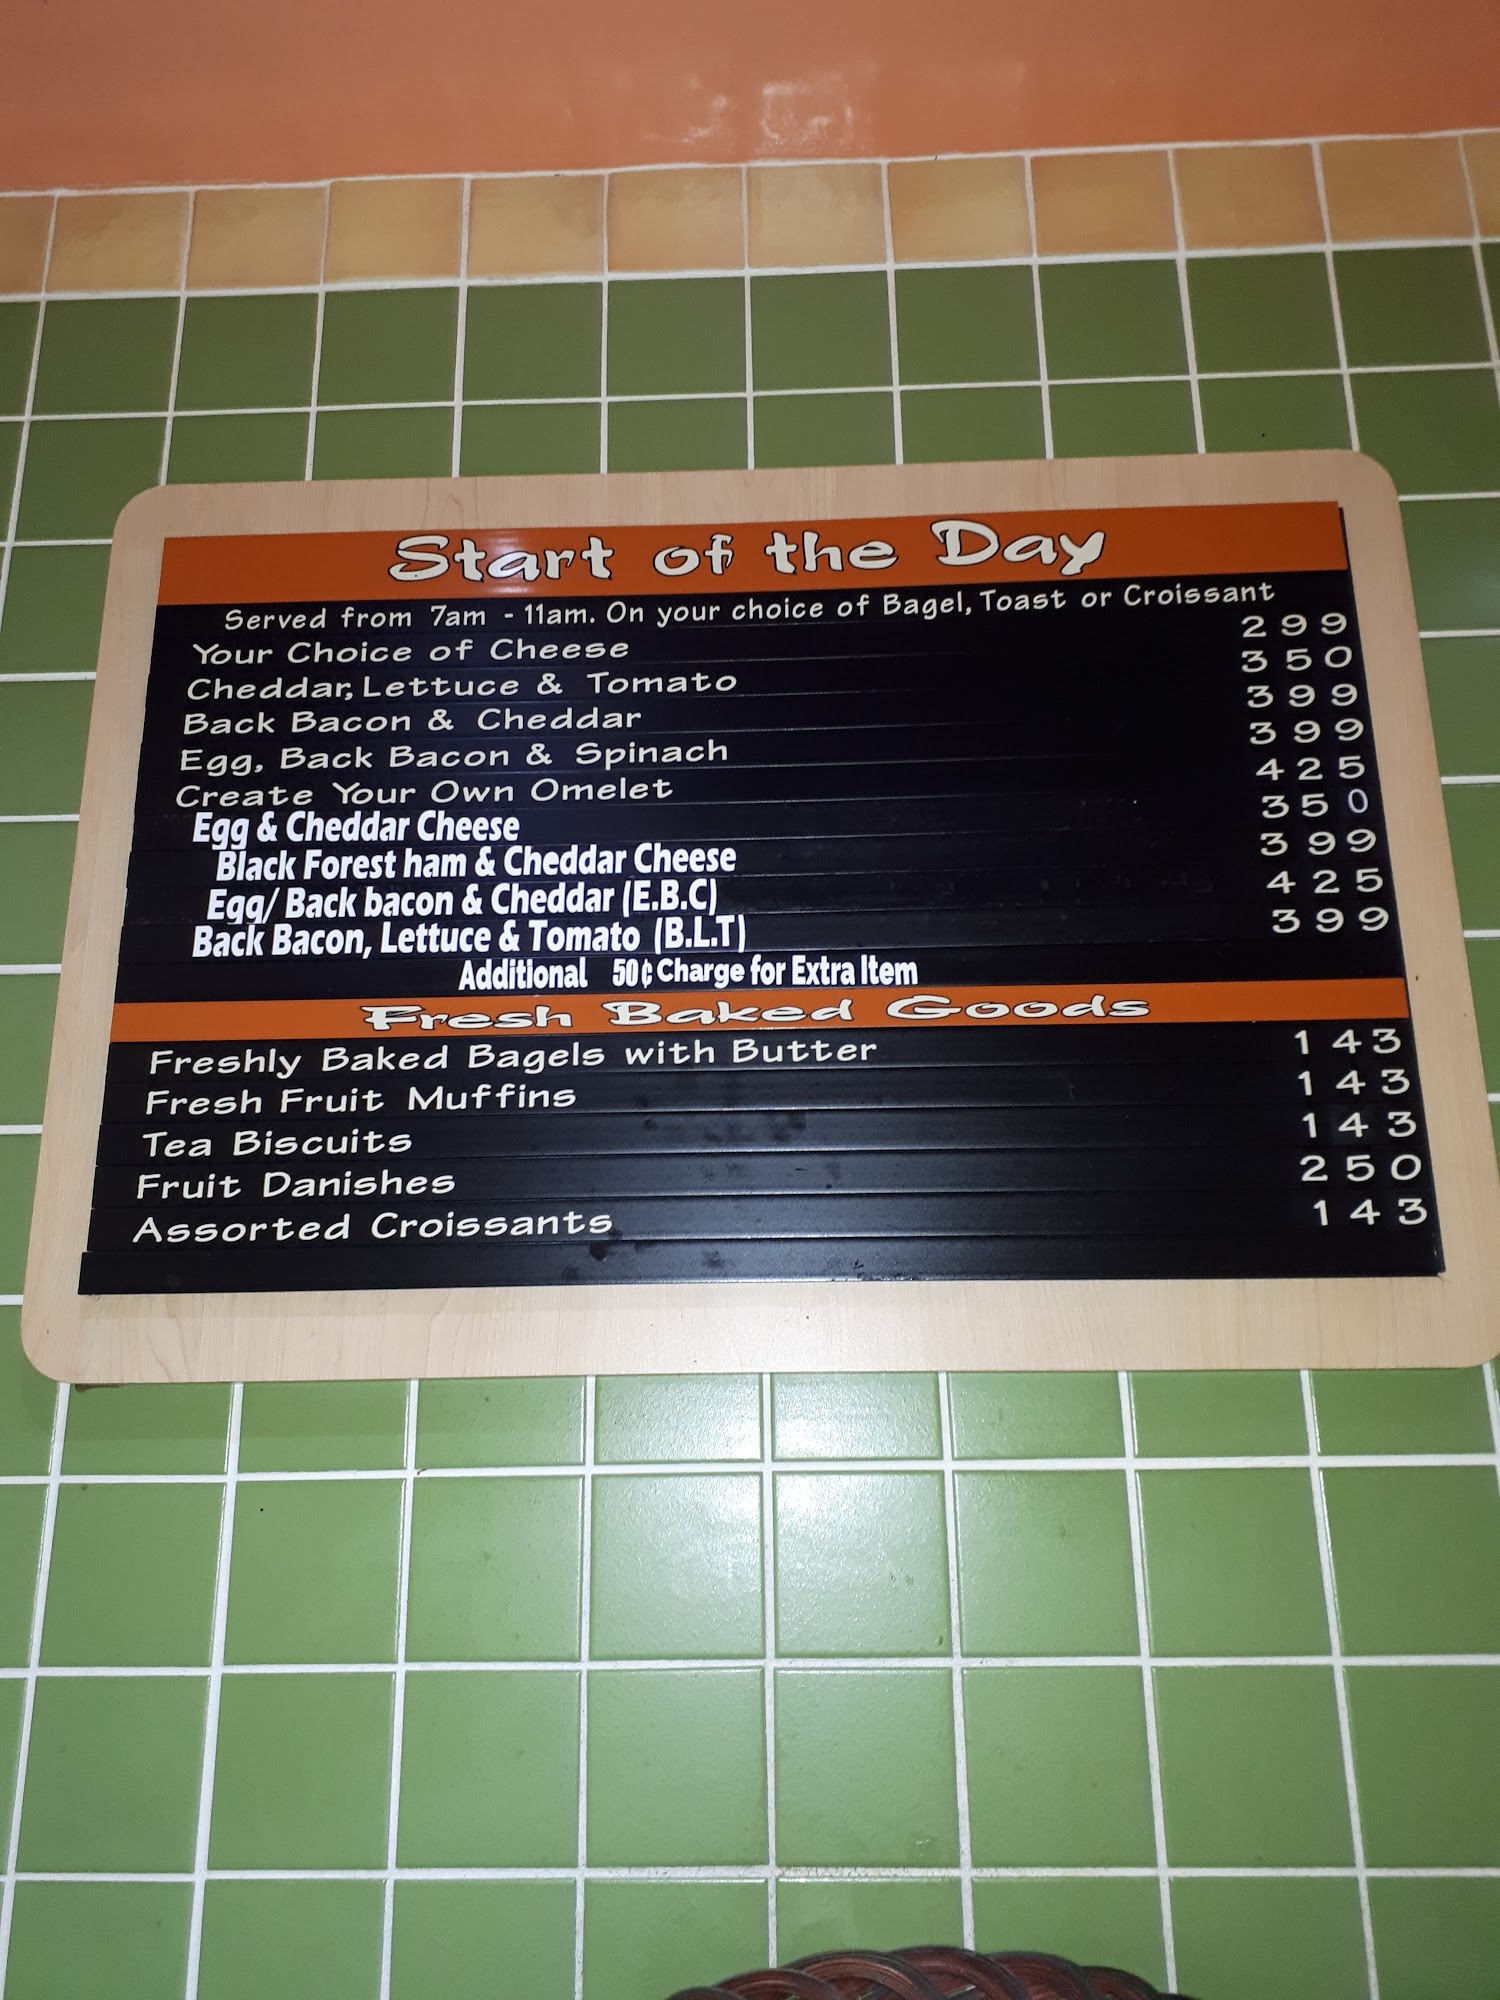 Start of the Day
Served from 7am - 11am. On your choice of Bagel, Toast or Croissant
Your Choice of Cheese 299
Cheddar, Lettuce & Tomato 350
Back Bacon & Cheddar 399
Egg, Back Bacon & Spinach 399
Create Your Own Omelet 425
Egg & Cheddar Cheese 350
Black Forest ham & Cheddar Cheese 399
Egg/ Back bacon & Cheddar (E.B.C) 425
Back Bacon, Lettuce & Tomato (B.L.T) 399
Additional 50¢ Charge for Extra Item
Fresh Baked Goods
Freshly Baked Bagels with Butter 143
Fresh Fruit Muffins 143
Tea Biscuits 143
Fruit Danishes 250
Assorted Croissants 143